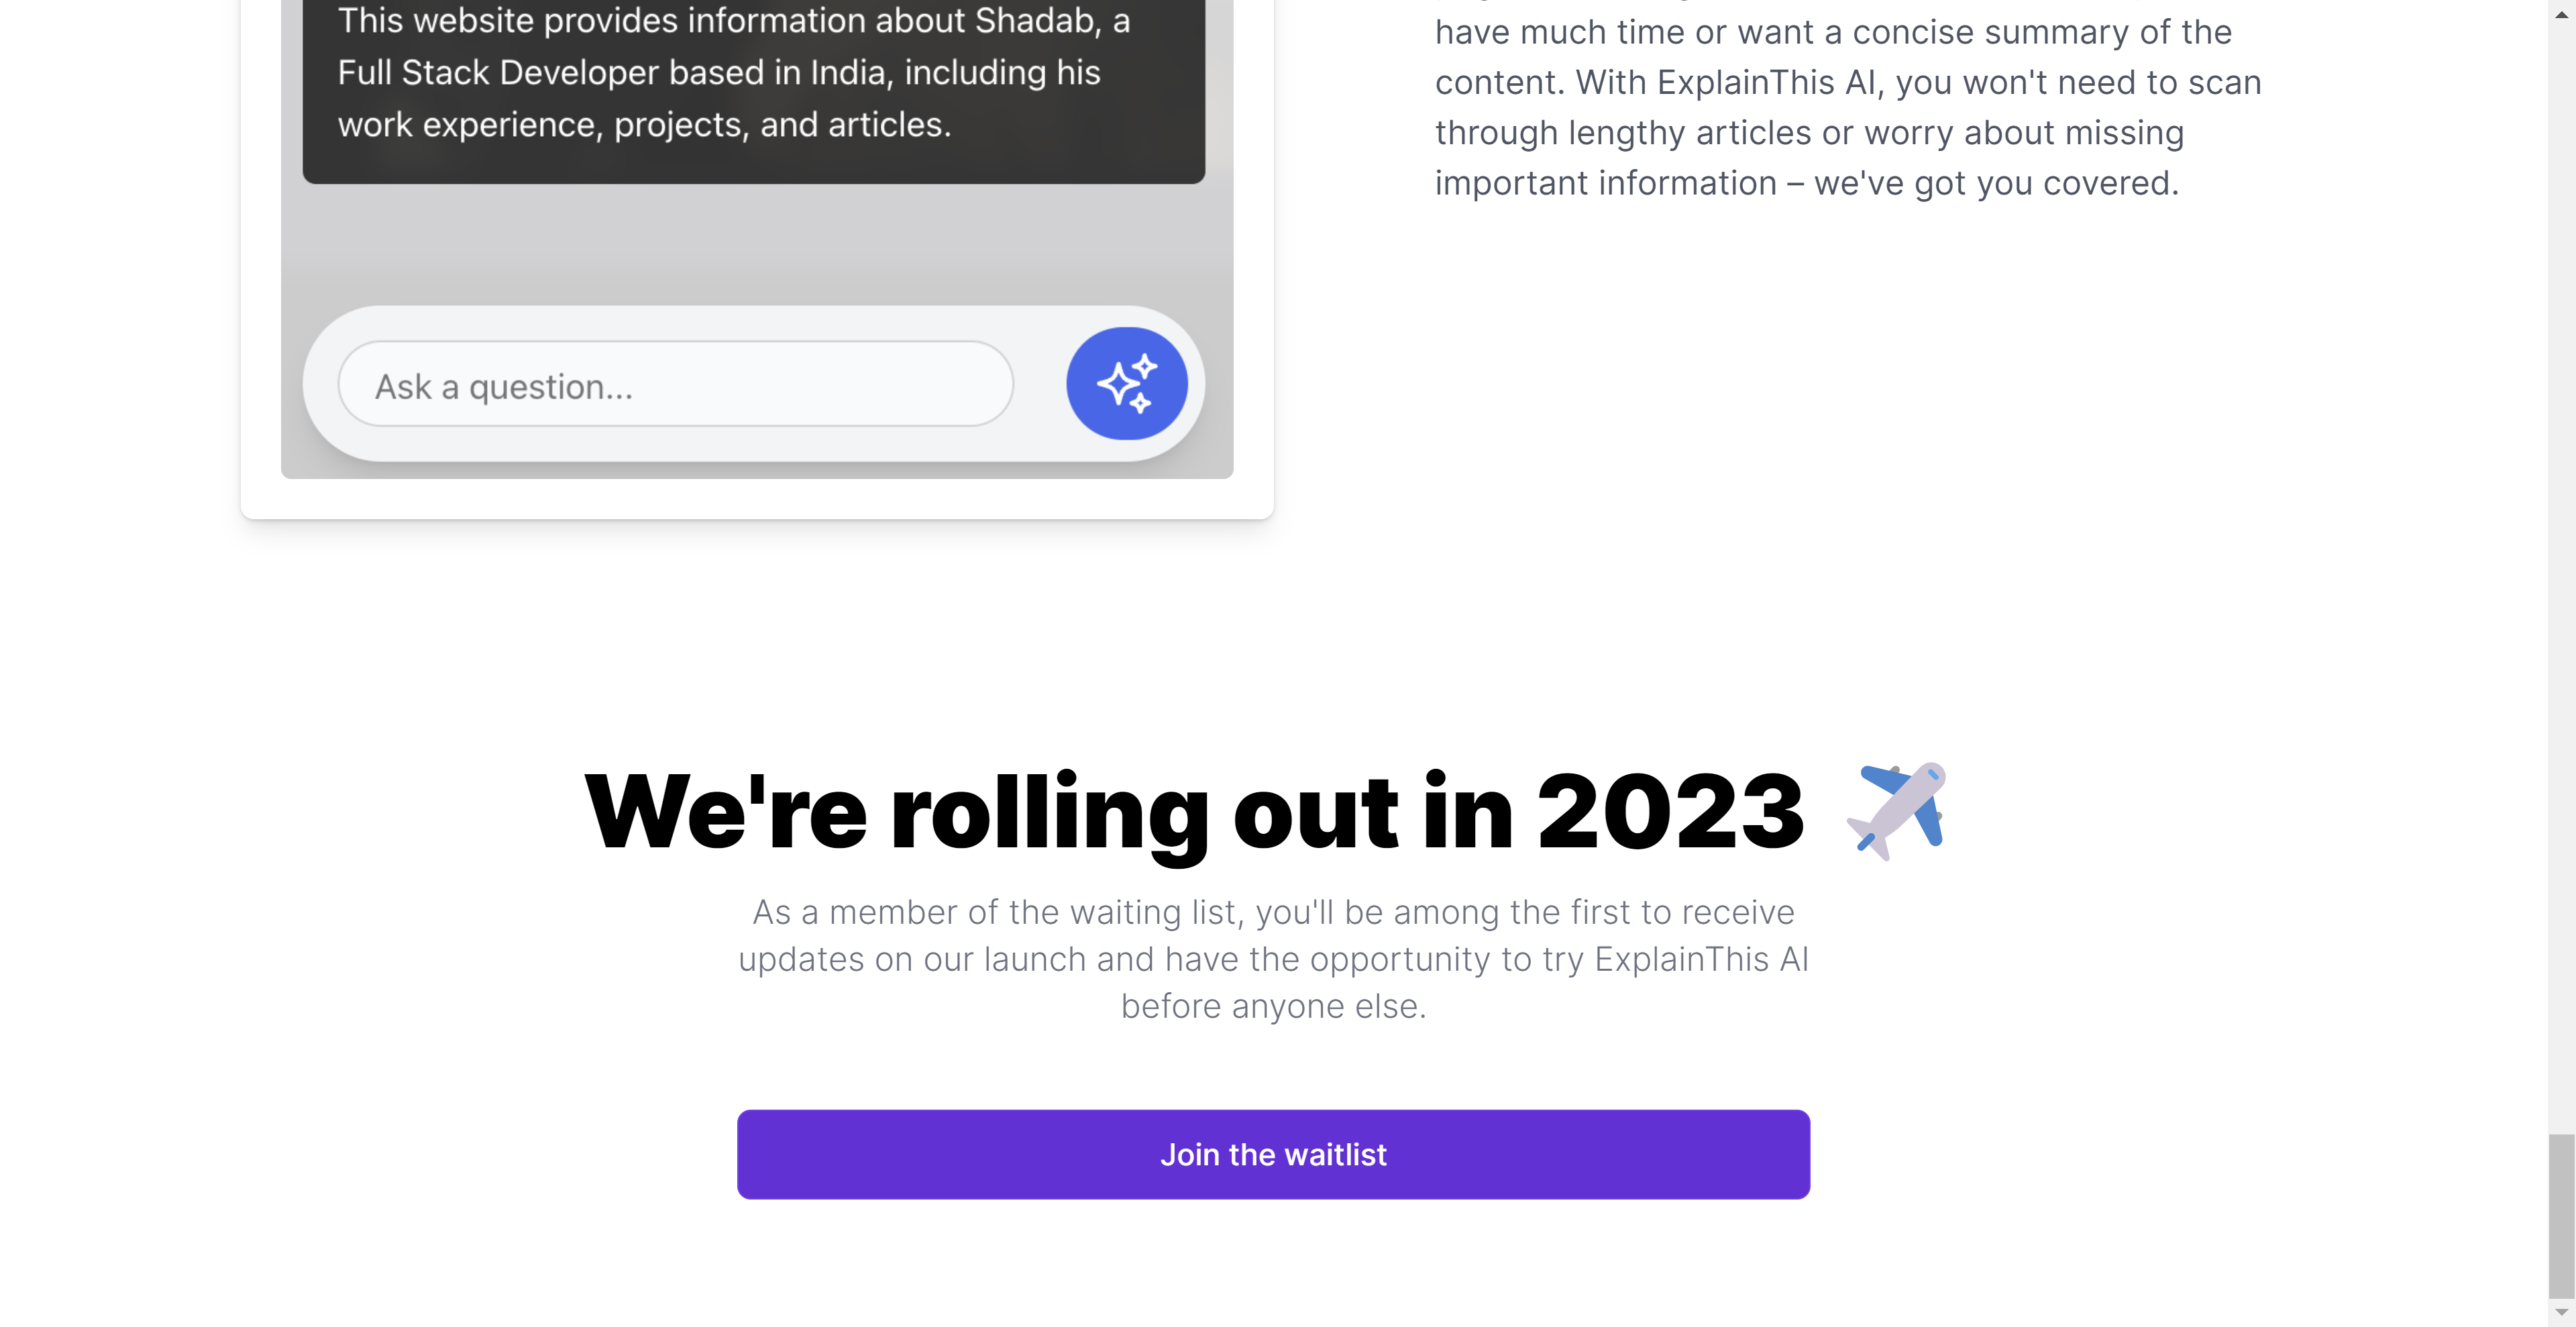 This website provides information about Shadab, a
Full Stack Developer based in India, including his
work experience, projects, and articles.
Ask a question...
have much time or want a concise summary of the
content. With ExplainThis AI, you won't need to scan
through lengthy articles or worry about missing
important information – we've got you covered.
We're rolling out in 2023
As a member of the waiting list, you'll be among the first to receive
updates on our launch and have the opportunity to try ExplainThis AI
before anyone else.
Join the waitlist